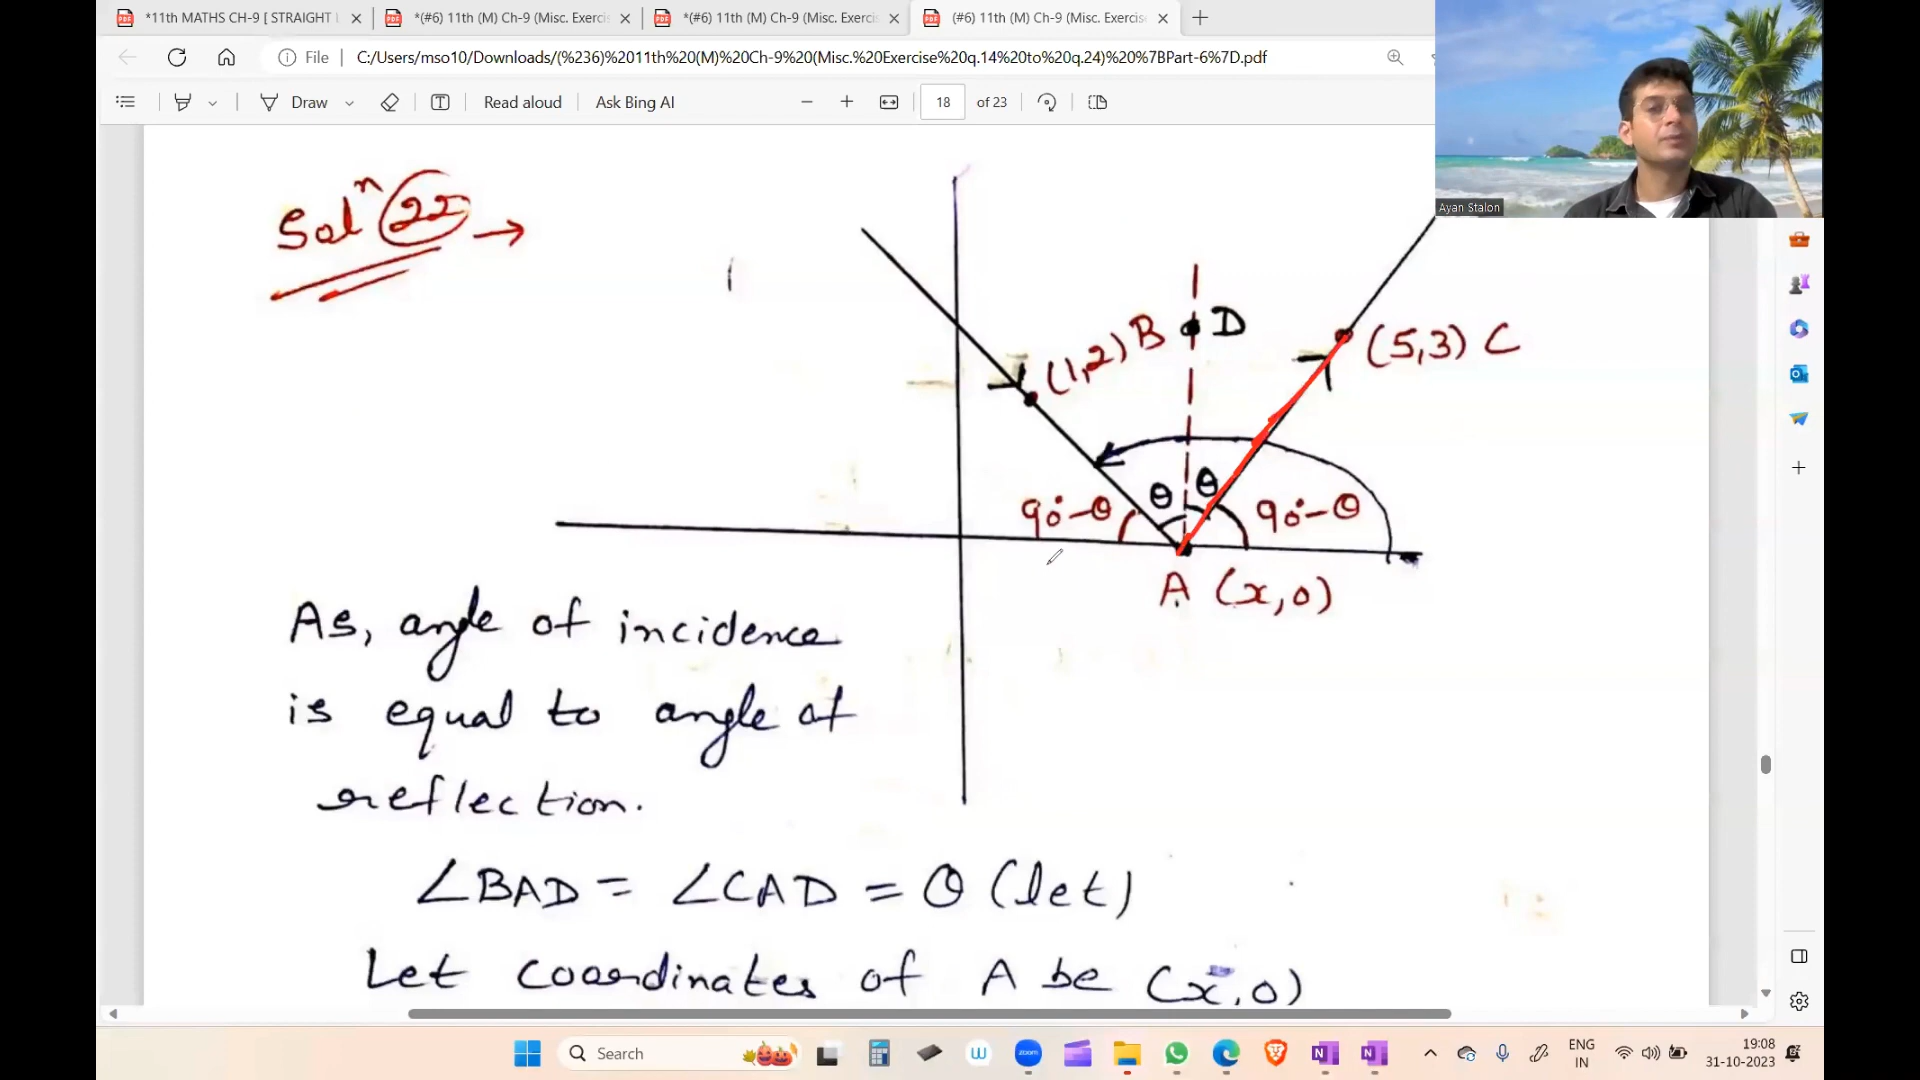 *11th MATHS CH-9 [ STRAIGHT L
*(#6) 11th (M) Ch-9 (Misc. Exercis
*(#6) 11th (M) Ch-9 (Misc. Exercis
(#6) 11th (M) Ch-9 (Misc. Exercis
File
C:/Users/mso10/Downloads/(%236)%2011th%20(M)%20Ch-9%20(Misc.%20Exercise%20q.14%20to%20q.24)%20%7BPart-6%7D.pdf
Draw
Read aloud
Ask Bing AI
18 of 23
Ayan Stalon
Solⁿ 22 →
D
(1,2) B
(5,3) C
θ θ
90°-θ
90°-θ
A (x,0)
As, angle of incidence
is equal to angle of
reflection.
∠BAD = ∠CAD = θ (let)
Let coordinates of A be (x,0)
Search
zoom
ENG
IN
19:08
31-10-2023